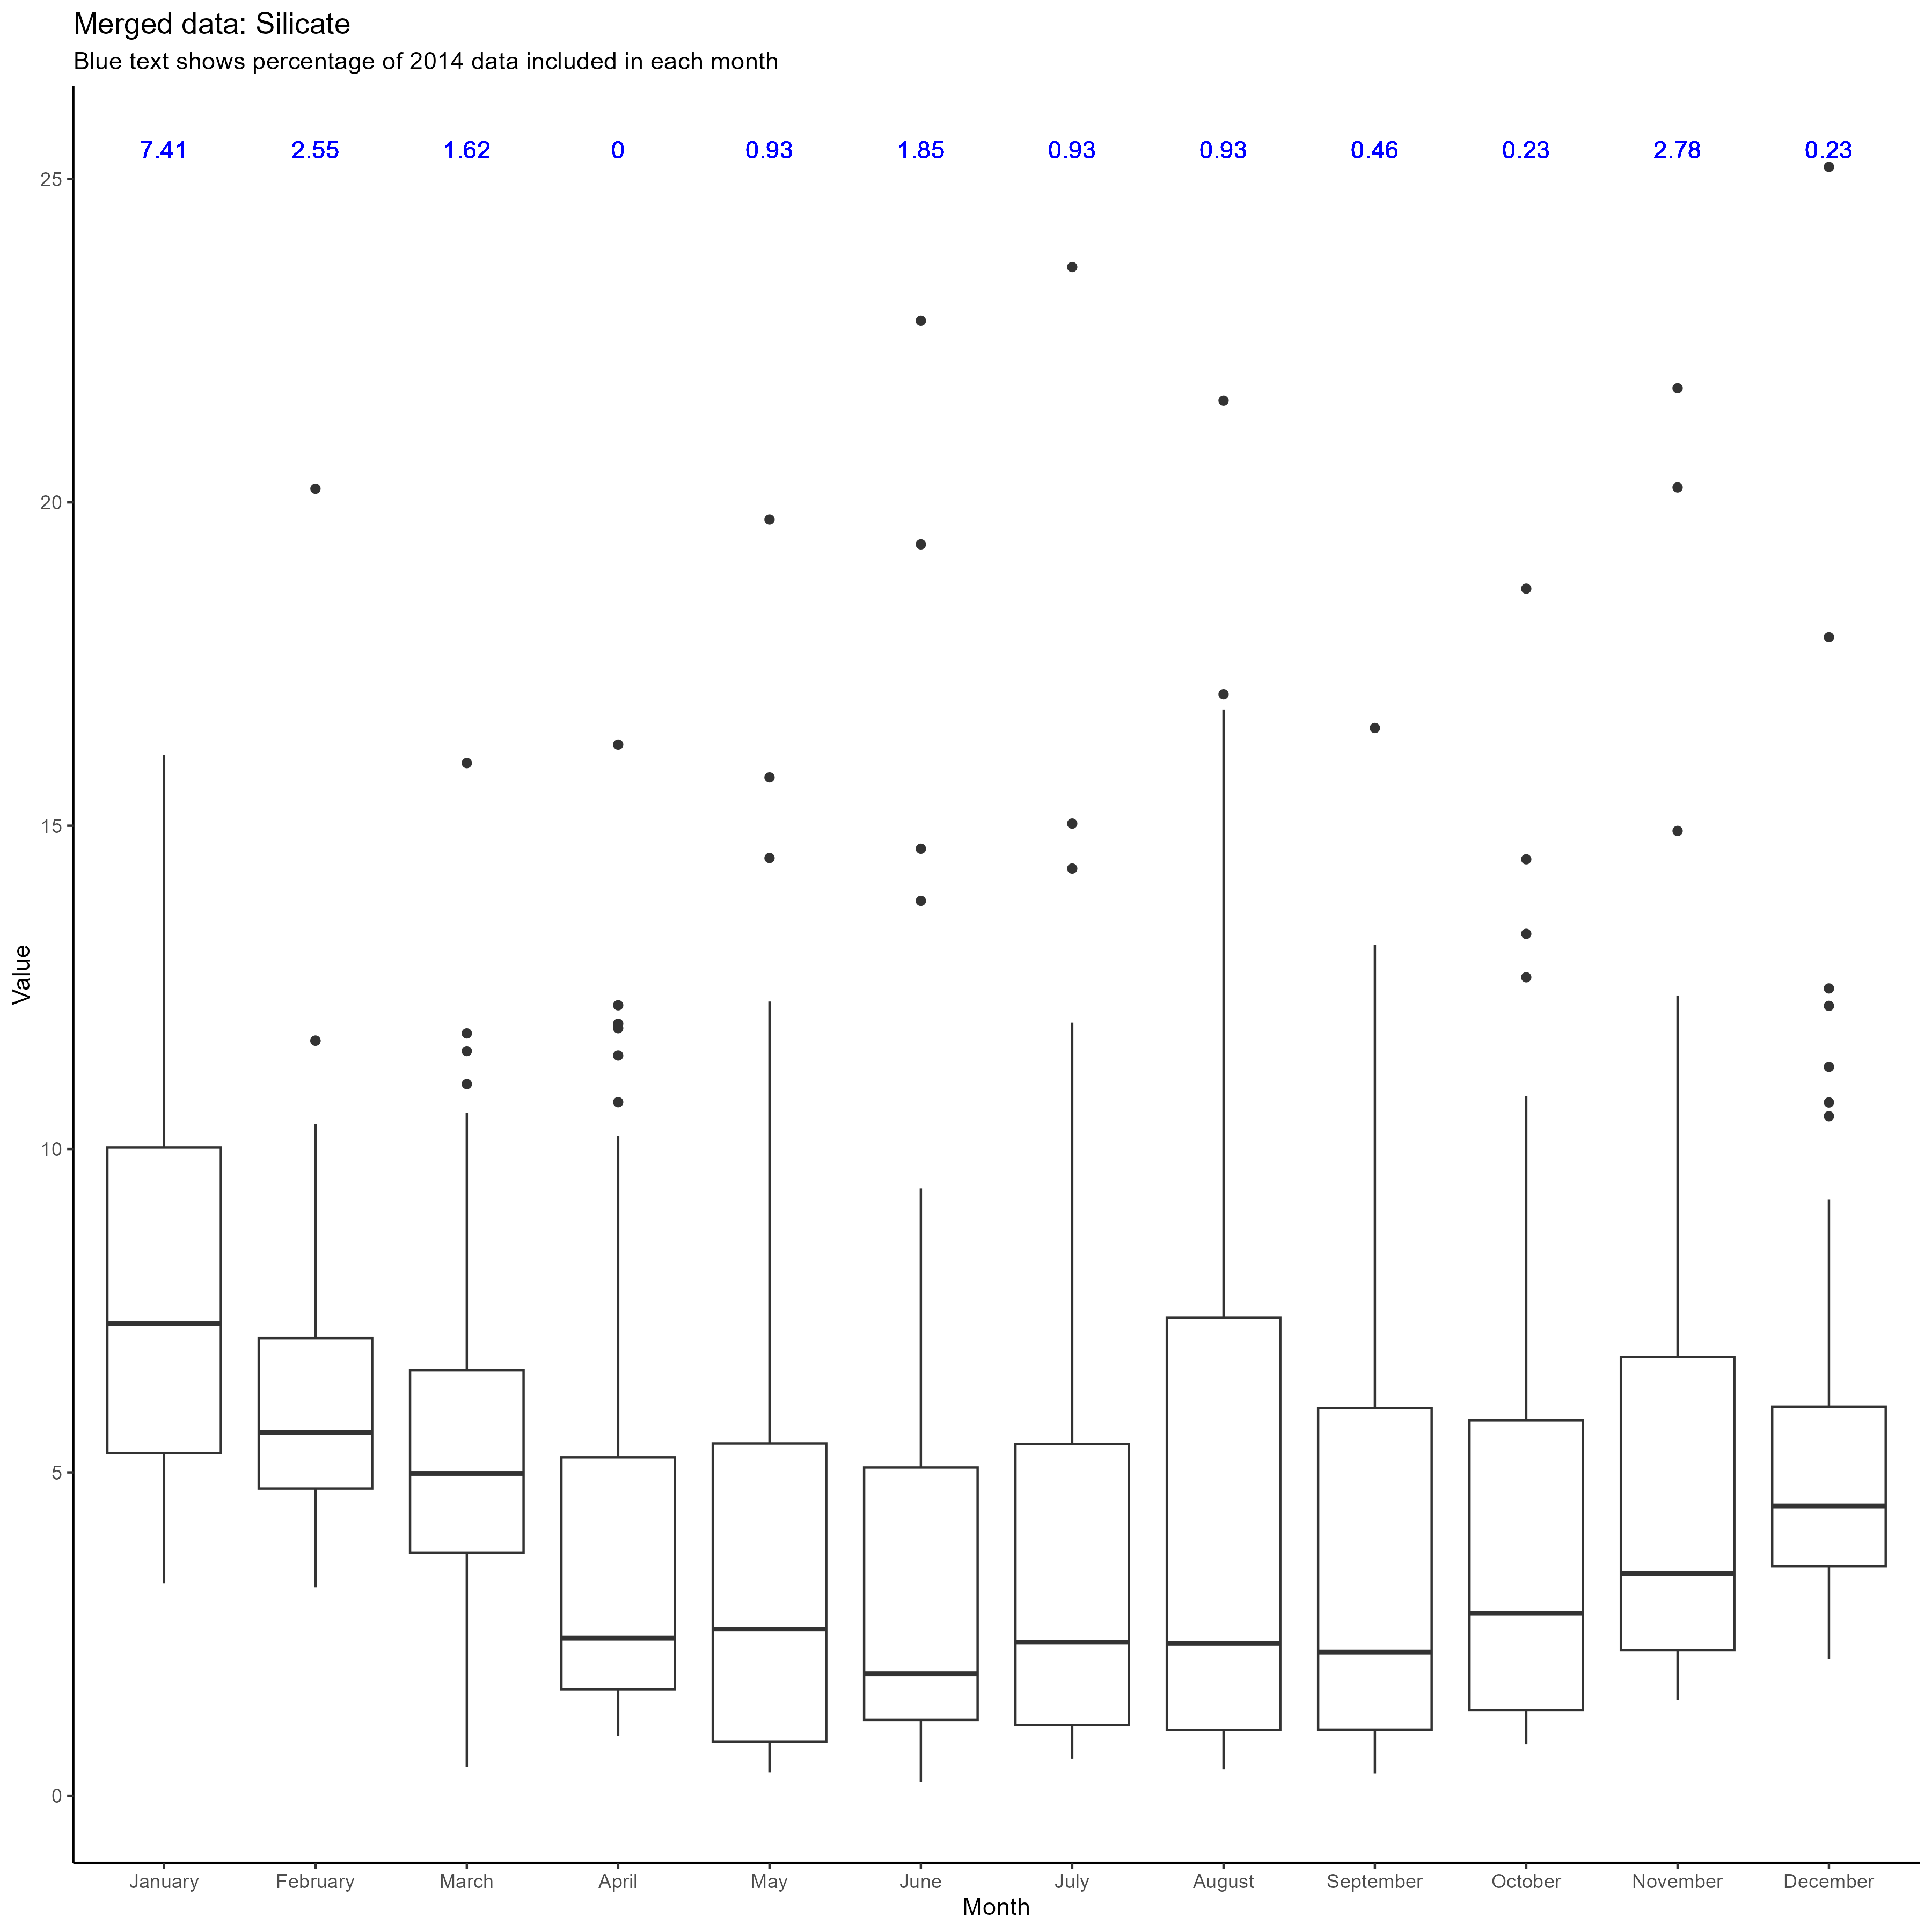 Merged data: Silicate
Blue text shows percentage of 2014 data included in each month
7.41 2.55 1.62 0 0.93 1.85 0.93 0.93 0.46 0.23 2.78 0.23
25
20
15
10
5
0
Value
January February March April May June July August September October November December
Month